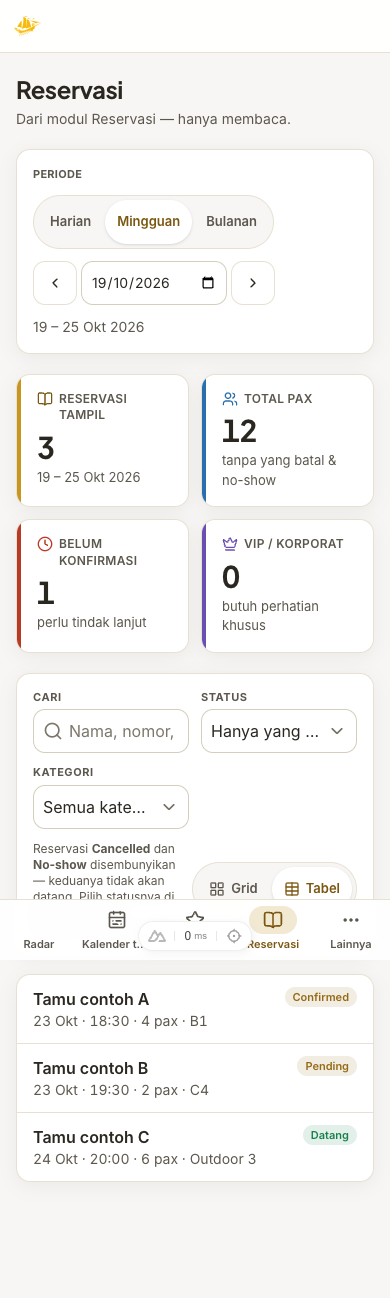 Reservasi
Dari modul Reservasi — hanya membaca.
PERIODE
Harian Mingguan Bulanan
19/10/2026
19 – 25 Okt 2026
RESERVASI TAMPIL
3
19 – 25 Okt 2026
TOTAL PAX
12
tanpa yang batal &
no-show
BELUM KONFIRMASI
1
perlu tindak lanjut
VIP / KORPORAT
0
butuh perhatian
khusus
CARI
Nama, nomor,
STATUS
Hanya yang ...
KATEGORI
Semua kate...
Reservasi Cancelled dan
No-show disembunyikan
— keduanya tidak akan
datang. Pilih statusnya di
Grid Tabel
Radar Kalender t... Reservasi Lainnya
0 ms
Tamu contoh A Confirmed
23 Okt · 18:30 · 4 pax · B1
Tamu contoh B Pending
23 Okt · 19:30 · 2 pax · C4
Tamu contoh C Datang
24 Okt · 20:00 · 6 pax · Outdoor 3